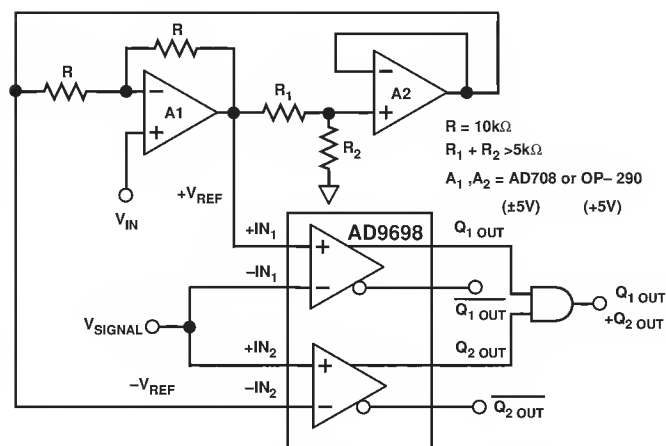 R
R
A1
A2
R1
R2
VIN
+VREF
R = 10kΩ
R1 + R2 >5kΩ
A1 ,A2 = AD708 or OP– 290
(±5V) (+5V)
AD9698
+IN1
–IN1
VSIGNAL
+IN2
–IN2
–VREF
Q1 OUT
Q1 OUT
Q2 OUT
Q2 OUT
Q1 OUT
+Q2 OUT